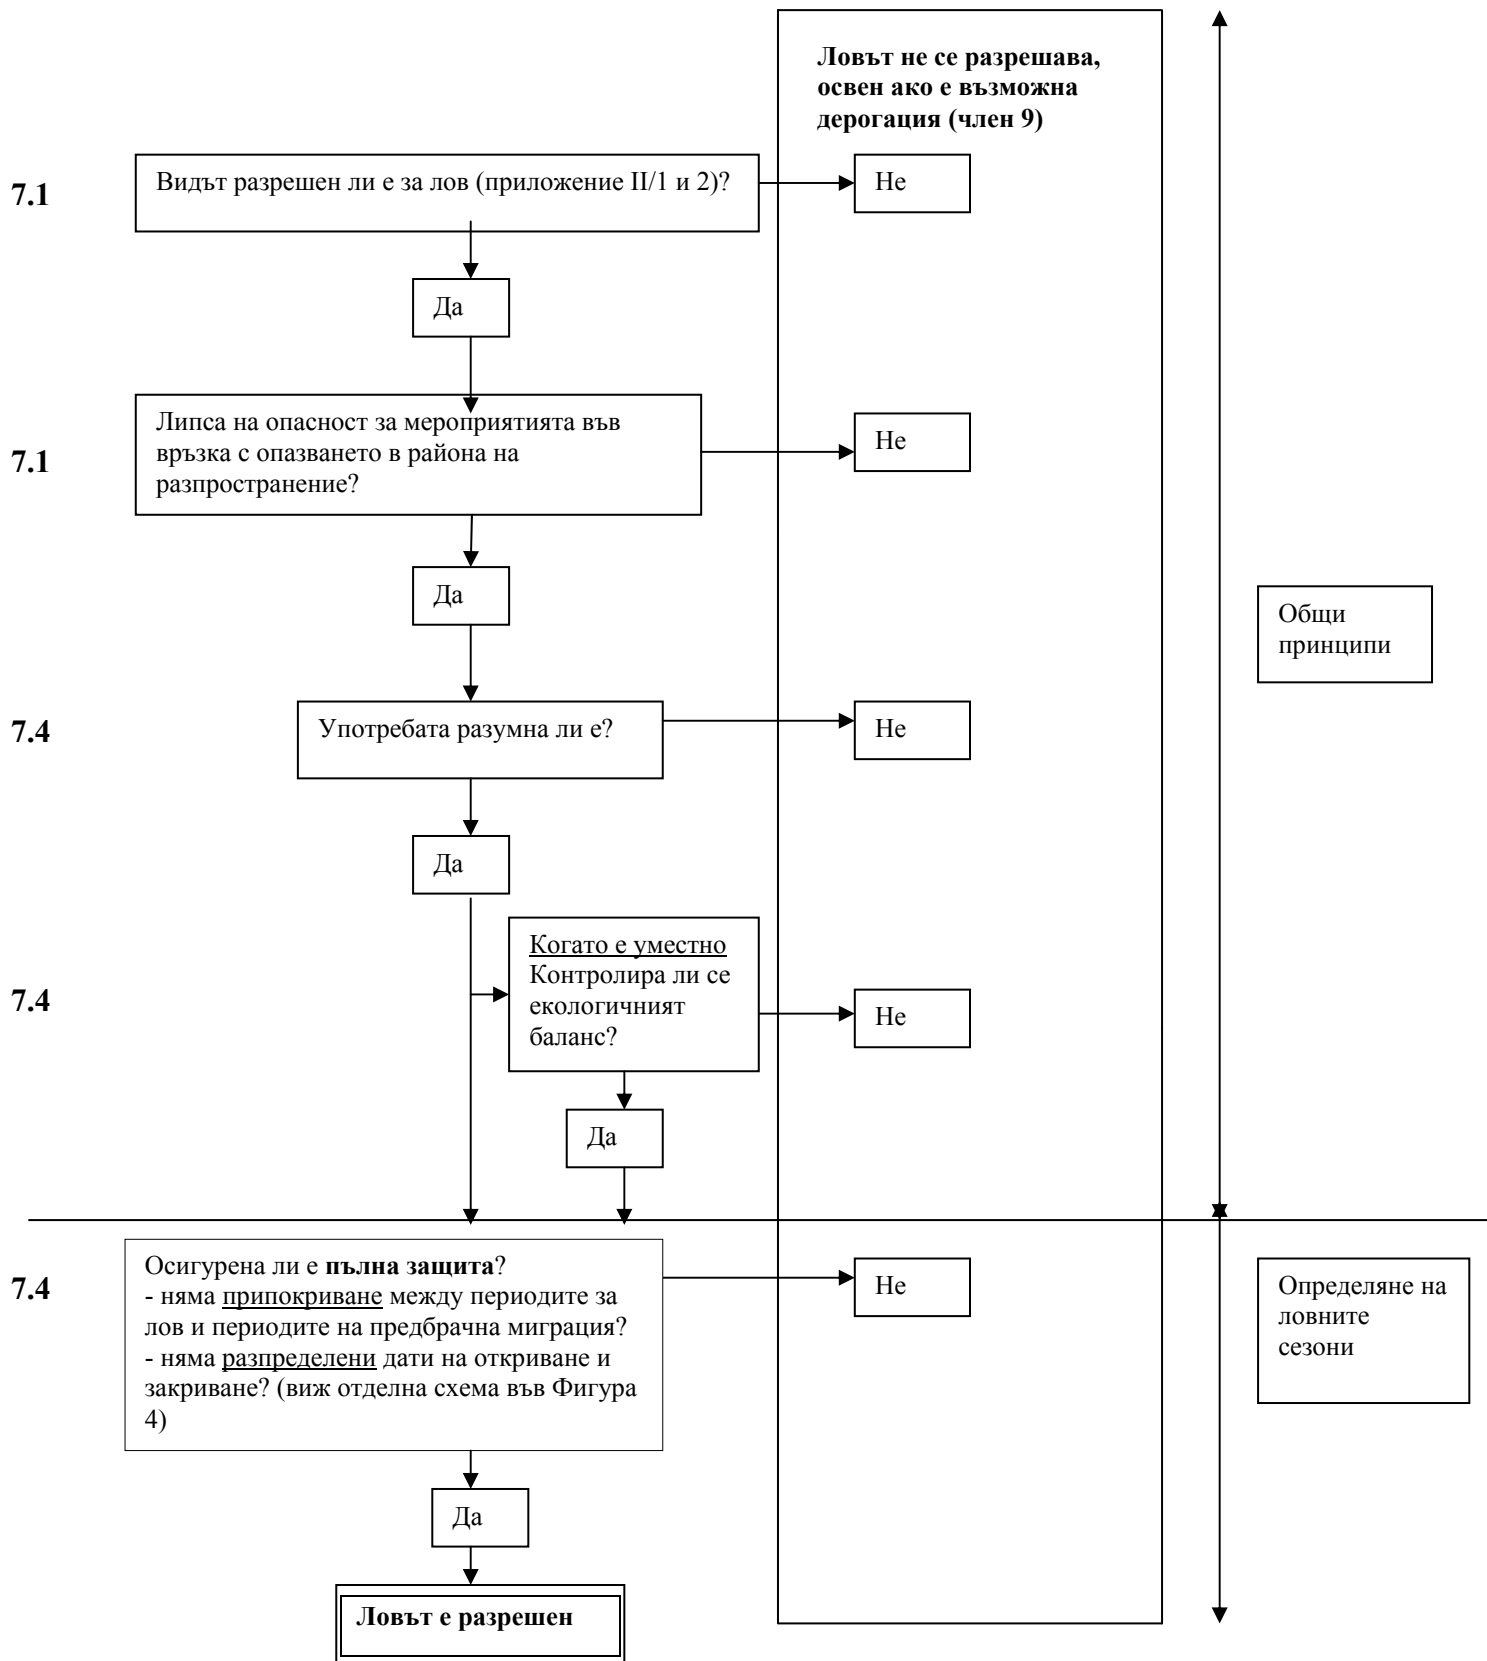 Ловът не се разрешава,
освен ако е възможна
дерогация (член 9)
7.1
Видът разрешен ли е за лов (приложение II/1 и 2)?
Не
Да
7.1
Липса на опасност за мероприятията във
връзка с опазването в района на
разпространение?
Не
Да
Общи
принципи
7.4
Употребата разумна ли е?
Не
Да
7.4
Когато е уместно
Контролира ли се
екологичният
баланс?
Не
Да
7.4
Осигурена ли е пълна защита?
- няма припокриване между периодите за
лов и периодите на предбрачна миграция?
- няма разпределени дати на откриване и
закриване? (виж отделна схема във Фигура
4)
Не
Определяне на
ловните
сезони
Да
Ловът е разрешен